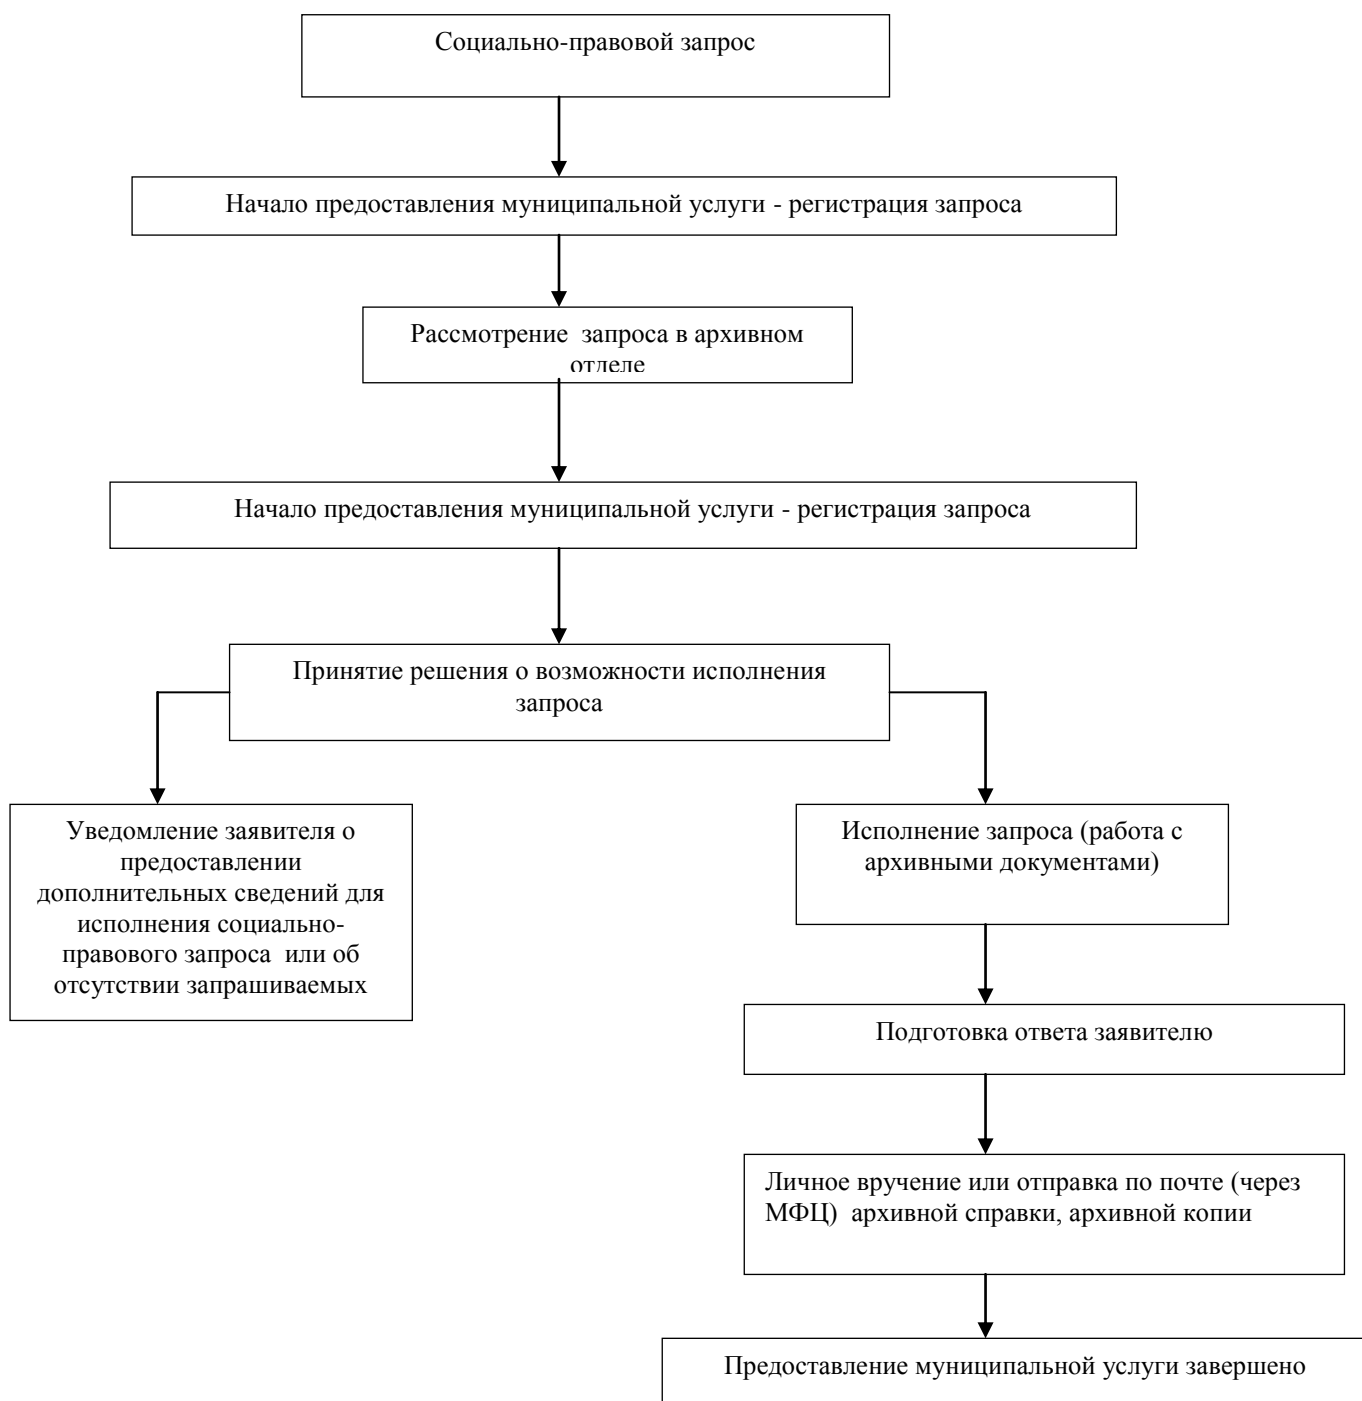 Социально-правовой запрос
Начало предоставления муниципальной услуги - регистрация запроса
Рассмотрение запроса в архивном
отделе
Начало предоставления муниципальной услуги - регистрация запроса
Принятие решения о возможности исполнения
запроса
Уведомление заявителя о
предоставлении
дополнительных сведений для
исполнения социально-
правового запроса или об
отсутствии запрашиваемых
Исполнение запроса (работа с
архивными документами)
Подготовка ответа заявителю
Личное вручение или отправка по почте (через
МФЦ) архивной справки, архивной копии
Предоставление муниципальной услуги завершено